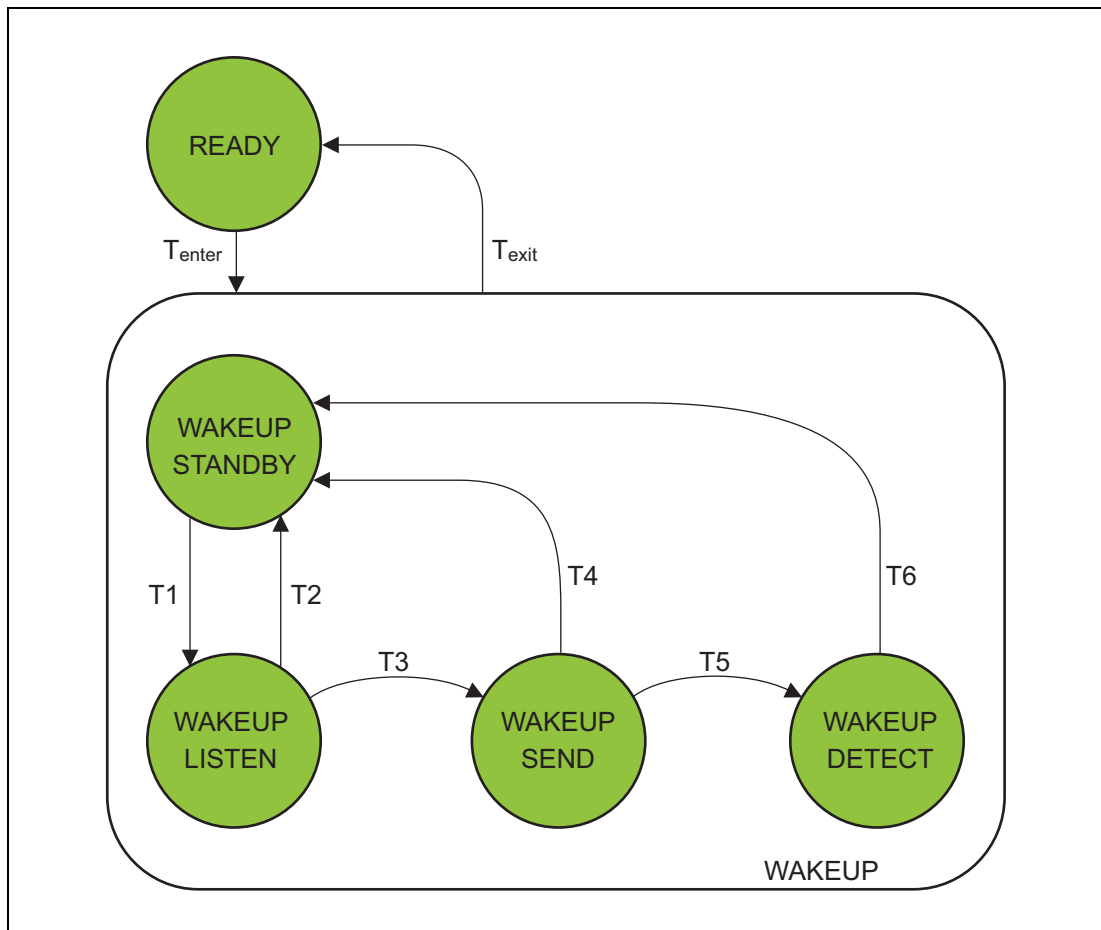 READY
Tenter
Texit
WAKEUP
STANDBY
T1
T2
T4
T6
T3
T5
WAKEUP
LISTEN
WAKEUP
SEND
WAKEUP
DETECT
WAKEUP